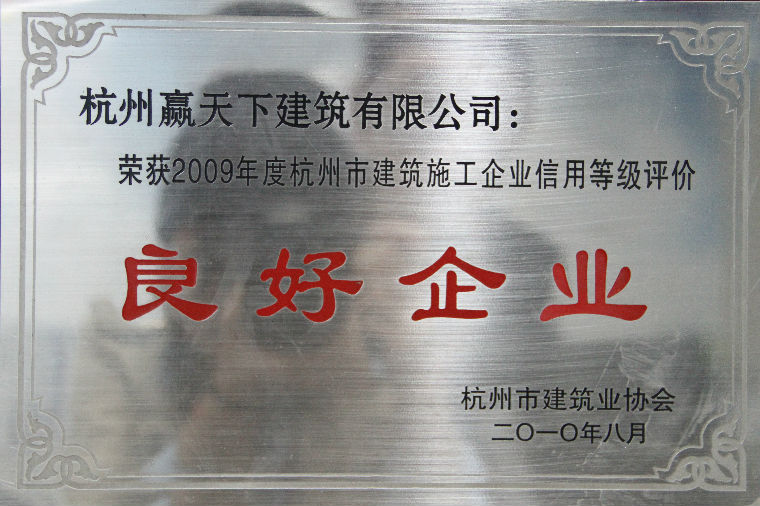 杭州赢天下建筑有限公司：
荣获2009年度杭州市建筑施工企业信用等级评价
良好企业
杭州市建筑业协会
二〇一〇年八月